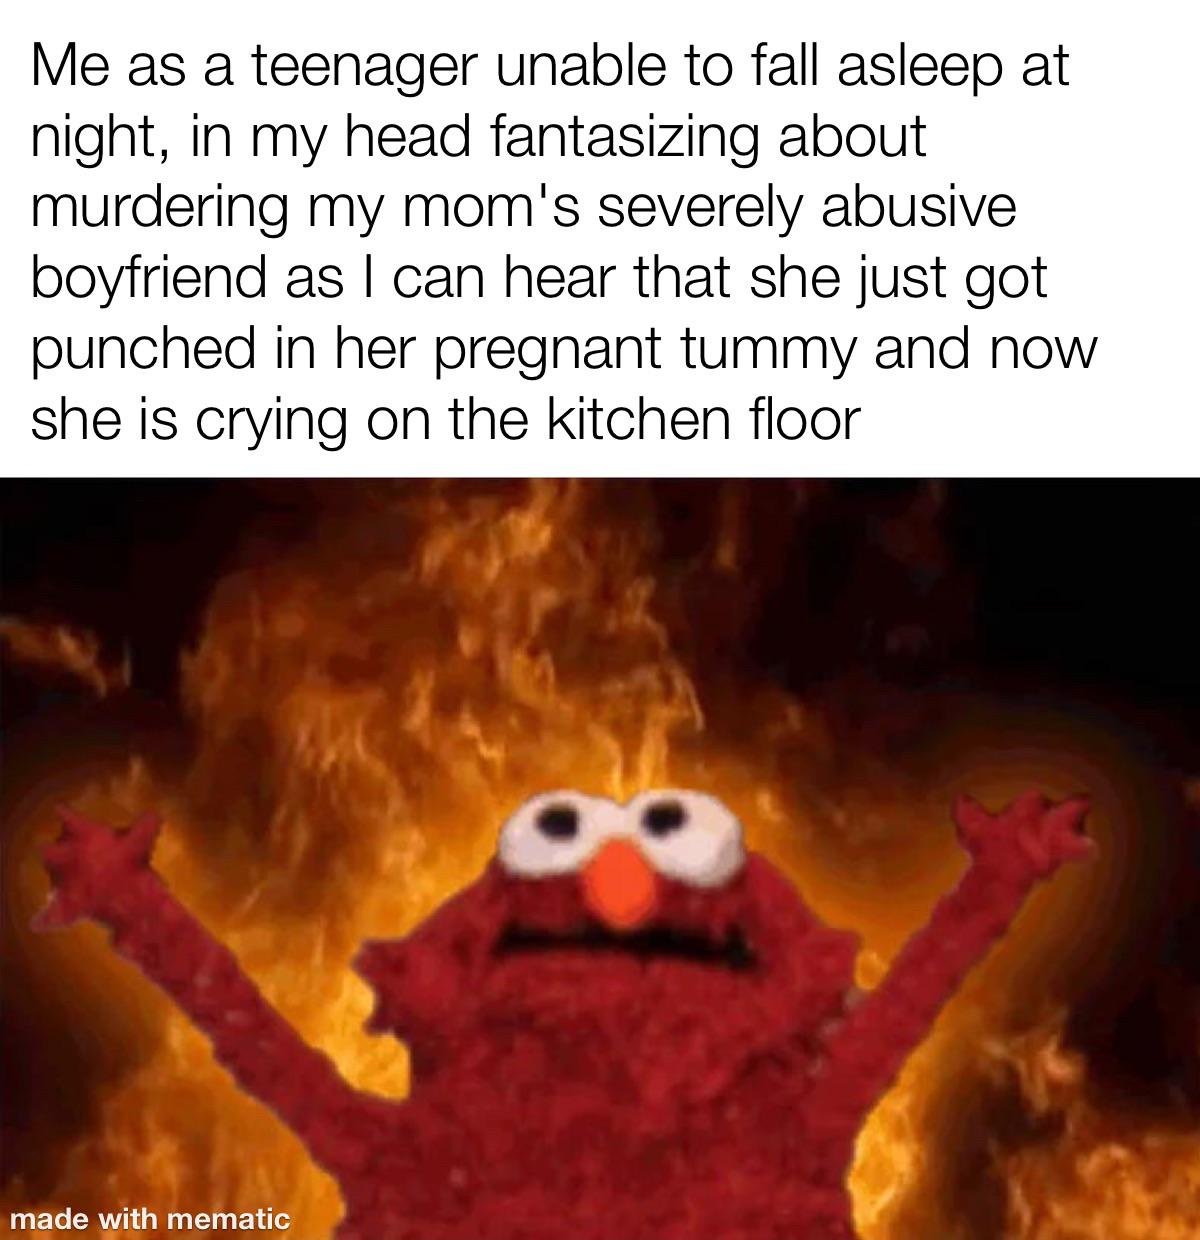 Me as a teenager unable to fall asleep at
night, in my head fantasizing about
murdering my mom's severely abusive
boyfriend as I can hear that she just got
punched in her pregnant tummy and now
she is crying on the kitchen floor
made with mematic